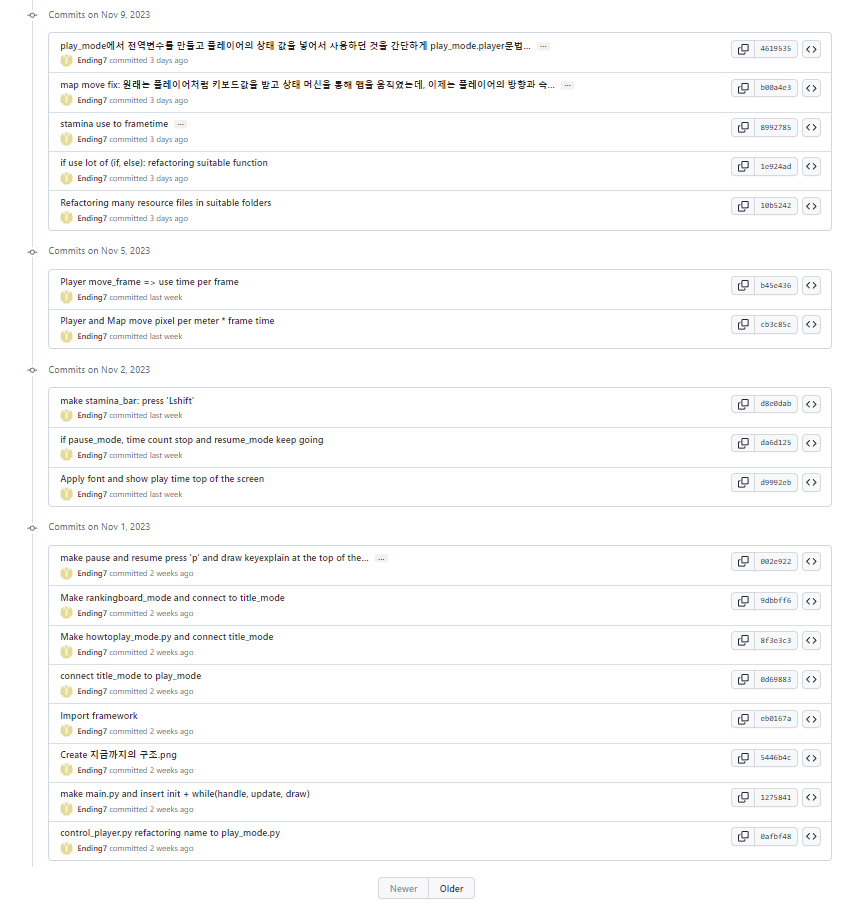 Commits on Nov 9, 2023
play_mode에서 전역변수를 만들고 플레이어의 상태 값을 넣어서 사용하던 것을 간단하게 play_mode.player문법... ...
Ending7 committed 3 days ago
4619535
map move fix: 원래는 플레이어처럼 키보드값을 받고 상태 머신을 통해 맵을 움직였는데, 이제는 플레이어의 방향과 속... ...
Ending7 committed 3 days ago
b00a4e3
stamina use to frametime ...
Ending7 committed 3 days ago
8992785
if use lot of (if, else): refactoring suitable function
Ending7 committed 3 days ago
1e924ad
Refactoring many resource files in suitable folders
Ending7 committed 3 days ago
10b5242
Commits on Nov 5, 2023
Player move_frame => use time per frame
Ending7 committed last week
b45e436
Player and Map move pixel per meter * frame time
Ending7 committed last week
cb3c85c
Commits on Nov 2, 2023
make stamina_bar: press 'Lshift'
Ending7 committed last week
d8e0dab
if pause_mode, time count stop and resume_mode keep going
Ending7 committed last week
da6d125
Apply font and show play time top of the screen
Ending7 committed last week
d9992eb
Commits on Nov 1, 2023
make pause and resume press 'p' and draw keyexplain at the top of the... ...
Ending7 committed 2 weeks ago
002e922
Make rankingboard_mode and connect to title_mode
Ending7 committed 2 weeks ago
9dbbff6
Make howtoplay_mode.py and connect title_mode
Ending7 committed 2 weeks ago
8f3e3c3
connect title_mode to play_mode
Ending7 committed 2 weeks ago
0d69883
Import framework
Ending7 committed 2 weeks ago
eb0167a
Create 지금까지의 구조.png
Ending7 committed 2 weeks ago
5446b4c
make main.py and insert init + while(handle, update, draw)
Ending7 committed 2 weeks ago
1275841
control_player.py refactoring name to play_mode.py
Ending7 committed 2 weeks ago
0afbf48
Newer Older